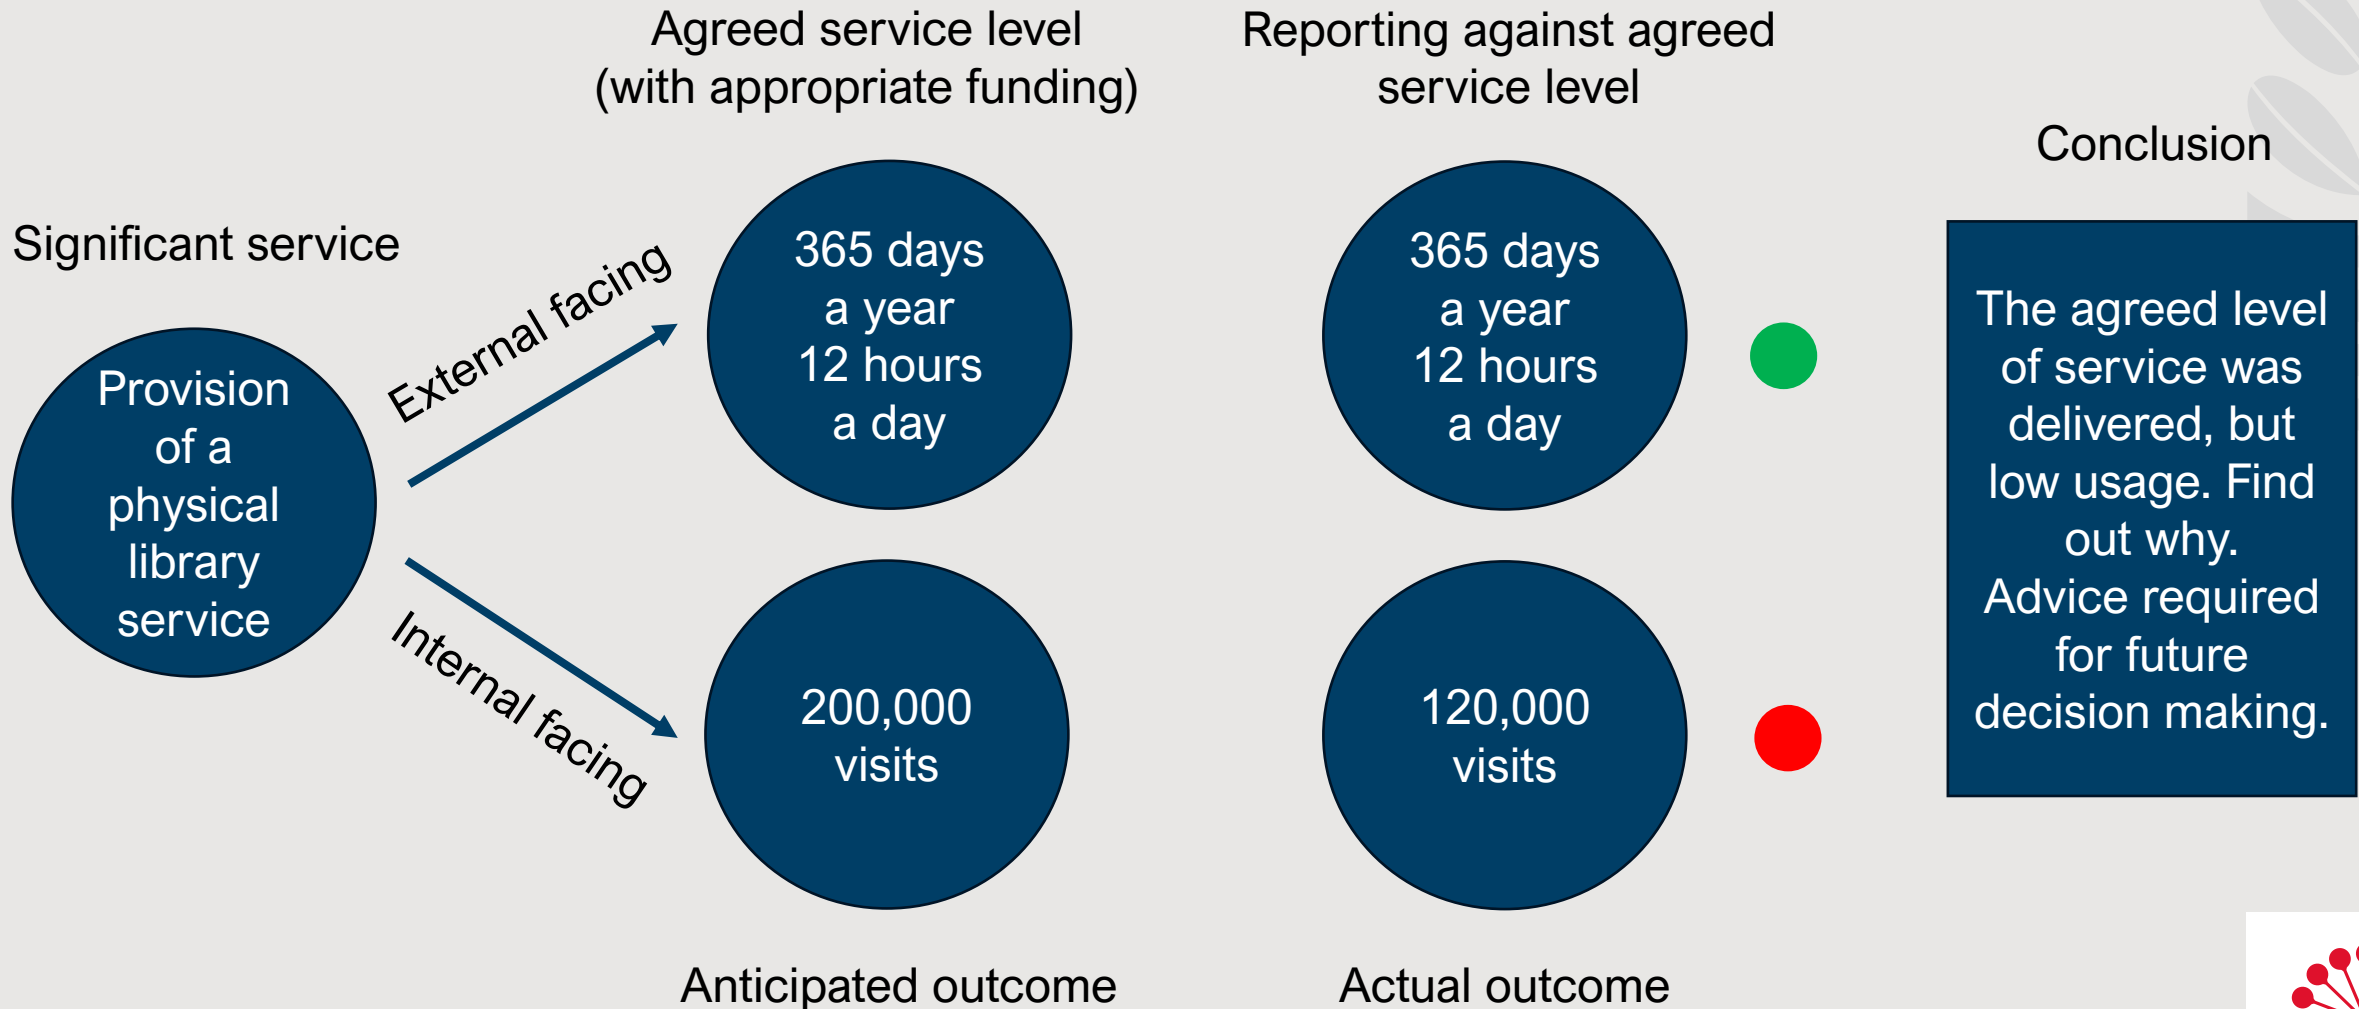 Significant service
Provision
of a
physical
library
service
External facing
Internal facing
Agreed service level
(with appropriate funding)
365 days
a year
12 hours
a day
200,000
visits
Anticipated outcome
Reporting against agreed
service level
365 days
a year
12 hours
a day
120,000
visits
Actual outcome
Conclusion
The agreed level
of service was
delivered, but
low usage. Find
out why.
Advice required
for future
decision making.